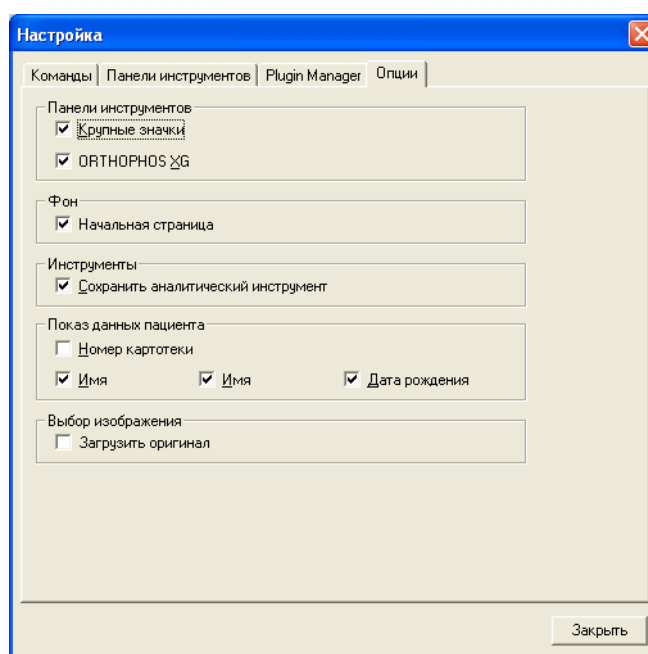 Настройка
Команды Панели инструментов Plugin Manager Опции
Панели инструментов
Крупные значки
ORTHOPHOS XG
Фон
Начальная страница
Инструменты
Сохранить аналитический инструмент
Показ данных пациента
Номер картотеки
Имя Имя Дата рождения
Выбор изображения
Загрузить оригинал
Закрыть